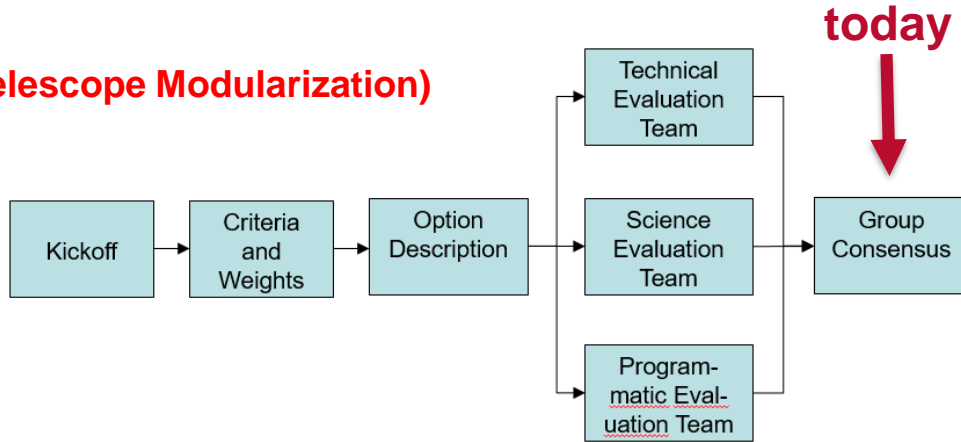 today
elescope Modularization)
Technical
Evaluation
Team
Kickoff
Criteria
and
Weights
Option
Description
Science
Evaluation
Team
Group
Consensus
Program-
matic Eval-
uation Team